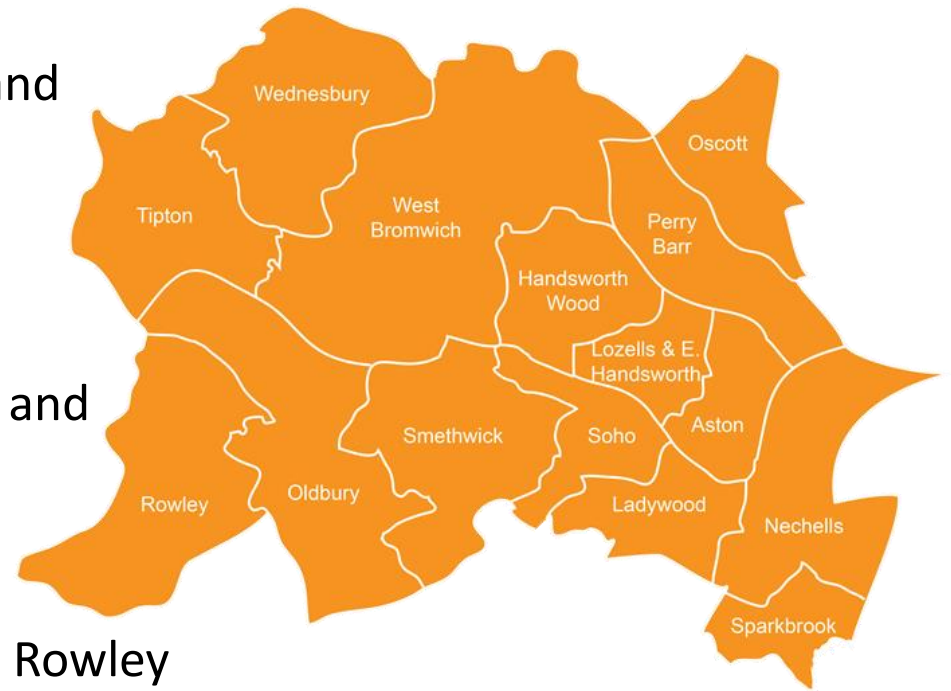 and
Wednesbury
Oscott
Tipton
West
Bromwich
Perry
Barr
Handsworth
Wood
Lozells & E.
Handsworth
and
Aston
Smethwick
Soho
Oldbury
Rowley
Ladywood
Nechells
Sparkbrook
Rowley